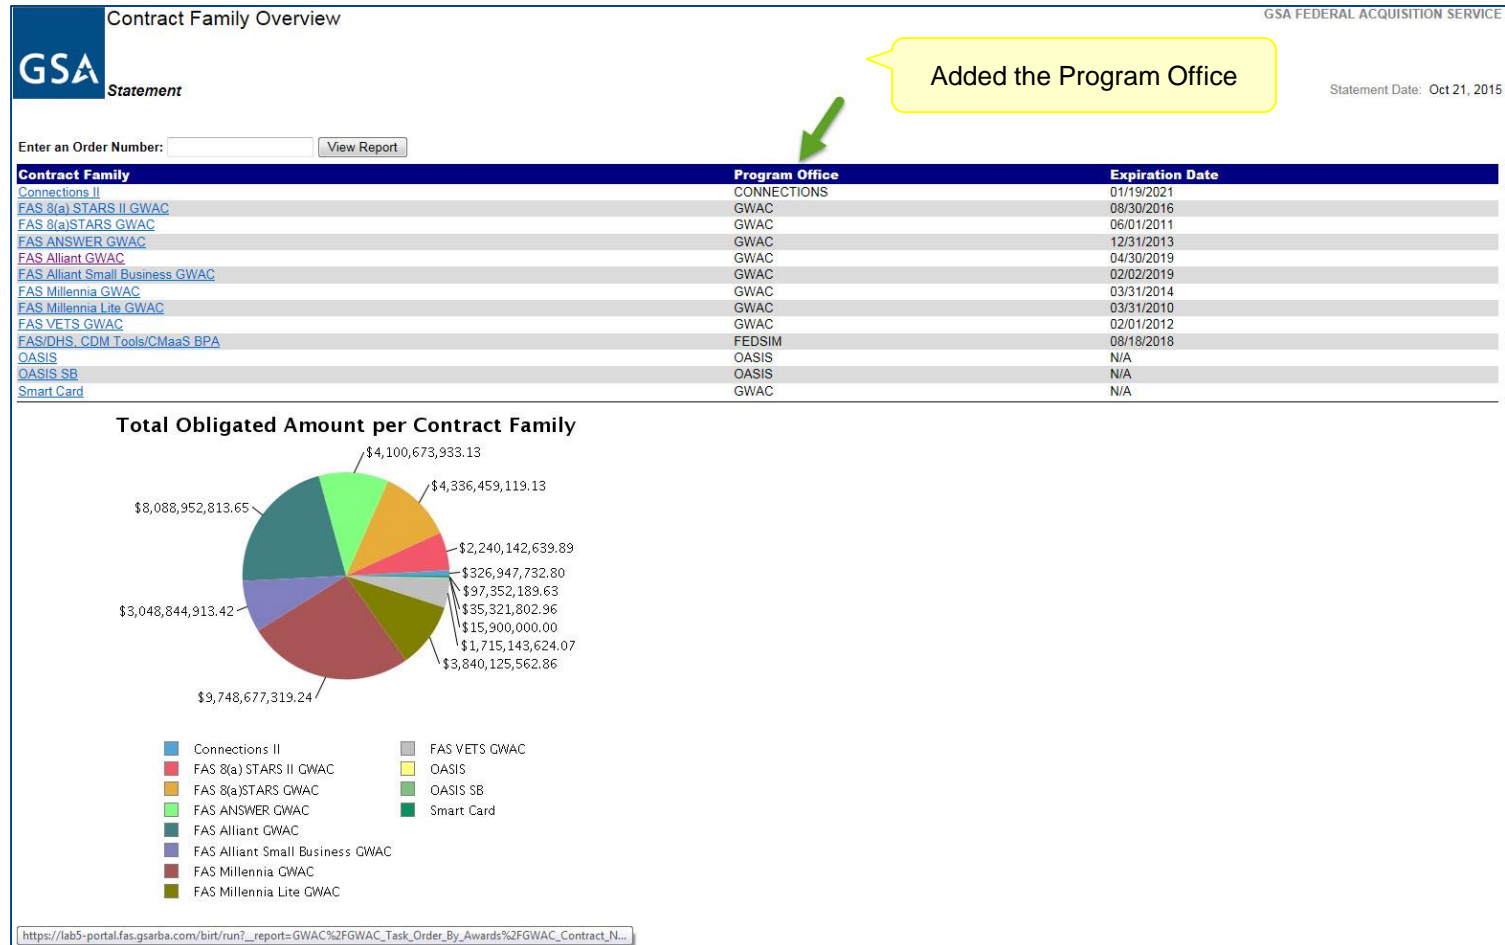 Contract Family Overview
GSA FEDERAL ACQUISITION SERVICE
GSA
Added the Program Office
Statement
Statement Date: Oct 21, 2015
Enter an Order Number: View Report
Contract Family Program Office Expiration Date
Connections II CONNECTIONS 01/19/2021
FAS 8(a) STARS II GWAC GWAC 08/30/2016
FAS 8(a)STARS GWAC GWAC 06/01/2011
FAS ANSWER GWAC GWAC 12/31/2013
FAS Alliant GWAC GWAC 04/30/2019
FAS Alliant Small Business GWAC GWAC 02/02/2019
FAS Millennia GWAC GWAC 03/31/2014
FAS Millennia Lite GWAC GWAC 03/31/2010
FAS VETS GWAC GWAC 02/01/2012
FAS/DHS, CDM Tools/CMaaS BPA FEDSIM 08/18/2018
OASIS OASIS N/A
OASIS SB OASIS N/A
Smart Card GWAC N/A
Total Obligated Amount per Contract Family
$4,100,673,933.13
$4,336,459,119.13
$8,088,952,813.65
$2,240,142,639.89
$326,947,732.80
$97,352,189.63
$35,321,802.96
$3,048,844,913.42
$15,900,000.00
$1,715,143,624.07
$3,840,125,562.86
$9,748,677,319.24
Connections II
FAS 8(a) STARS II GWAC
FAS 8(a)STARS GWAC
FAS ANSWER GWAC
FAS Alliant GWAC
FAS Alliant Small Business GWAC
FAS Millennia GWAC
FAS Millennia Lite GWAC
FAS VETS GWAC
OASIS
OASIS SB
Smart Card
https://lab5-portal.fas.gsarba.com/birt/run?__report=GWAC%2FGWAC_Task_Order_By_Awards%2FGWAC_Contract_N...